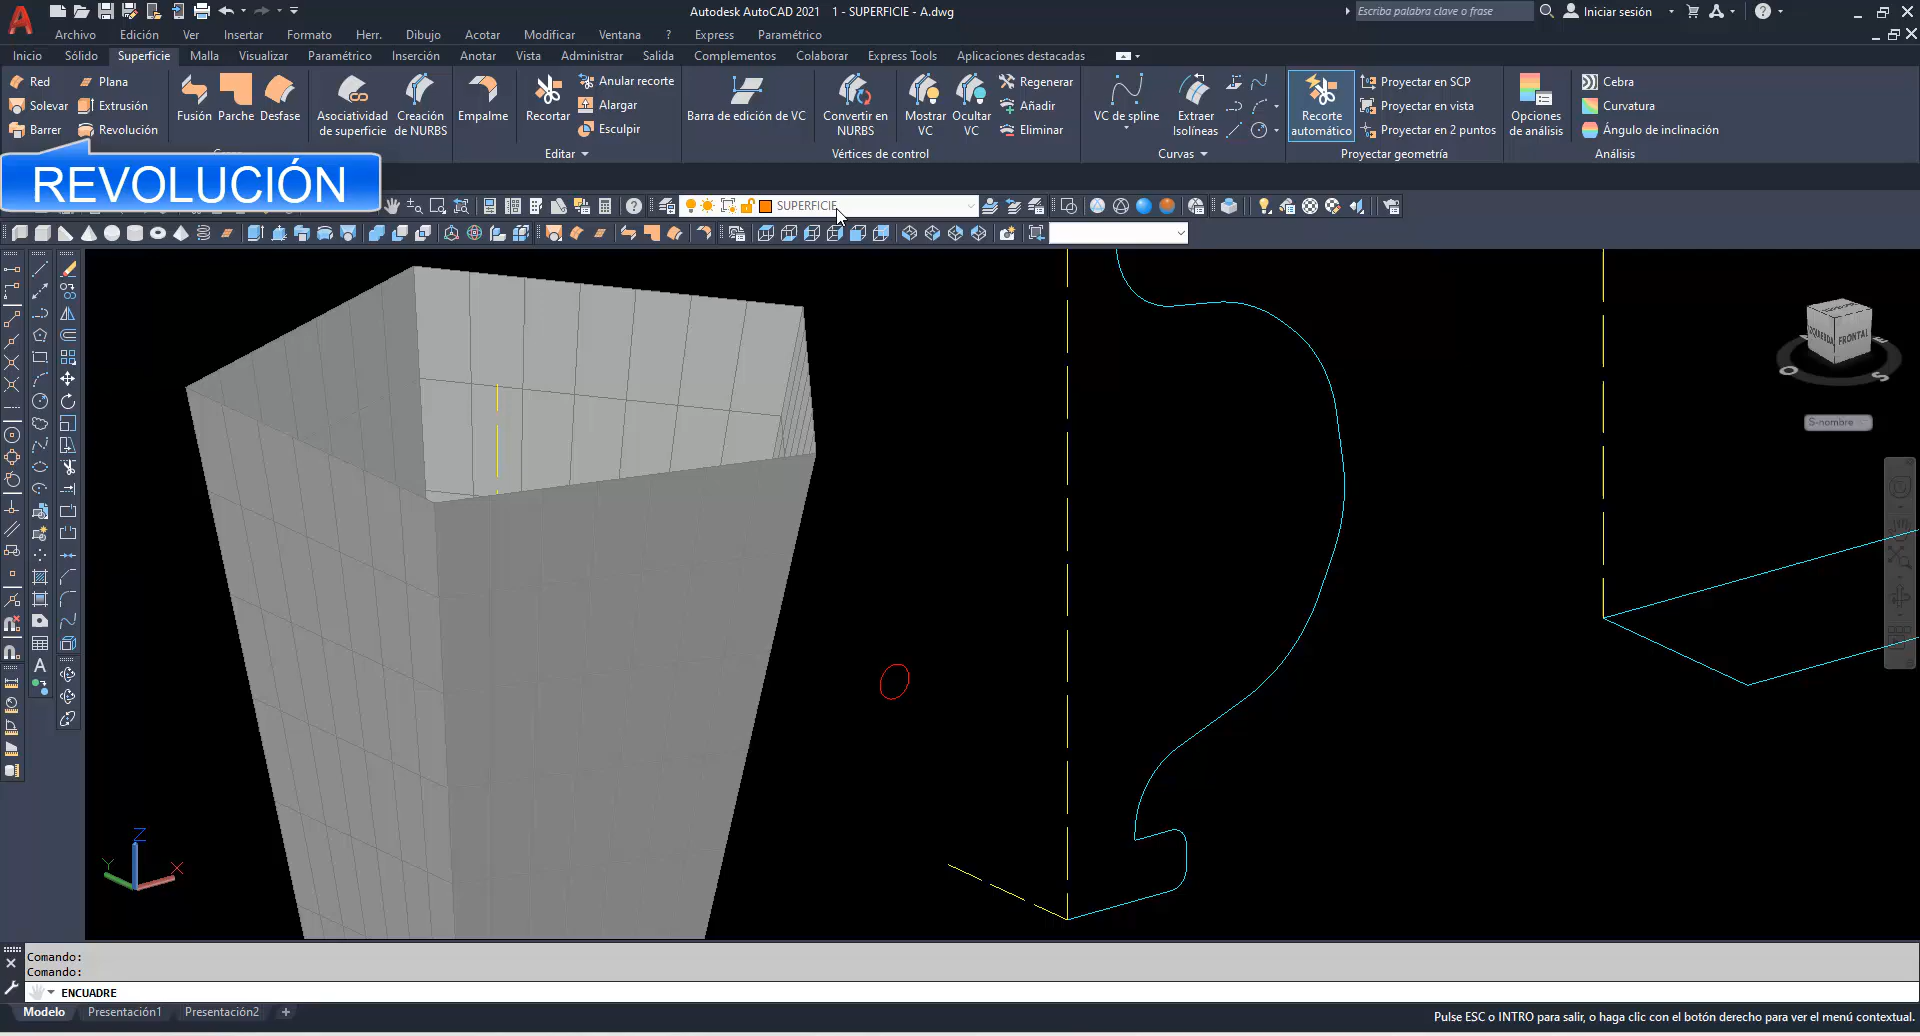 Autodesk AutoCAD 2021 1 - SUPERFICIE - A.dwg
Escriba palabra clave o frase
Iniciar sesión
Archivo Edición Ver Insertar Formato Herr. Dibujo Acotar Modificar Ventana ? Express Paramétrico
Inicio Sólido Superficie Malla Visualizar Paramétrico Inserción Anotar Vista Administrar Salida Complementos Colaborar Express Tools Aplicaciones destacadas
Red Plana
Solevar Extrusión
Barrer Revolución
Fusión Parche Desfase
Asociatividad de superficie
Creación de NURBS
Empalme
Recortar
Anular recorte
Alargar
Esculpir
Editar
Barra de edición de VC
Convertir en NURBS
Mostrar VC
Ocultar VC
Regenerar
Añadir
Eliminar
Vértices de control
VC de spline
Extraer Isolíneas
Curvas
Recorte automático
Proyectar en SCP
Proyectar en vista
Proyectar en 2 puntos
Proyectar geometría
Opciones de análisis
Cebra
Curvatura
Ángulo de inclinación
Análisis
REVOLUCIÓN
SUPERFICIE
IZQUIERDA FRONTAL
O S
S-nombre
Z
Y X
Comando:
Comando:
ENCUADRE
Modelo Presentación1 Presentación2 +
Pulse ESC o INTRO para salir, o haga clic con el botón derecho para ver el menú contextual.